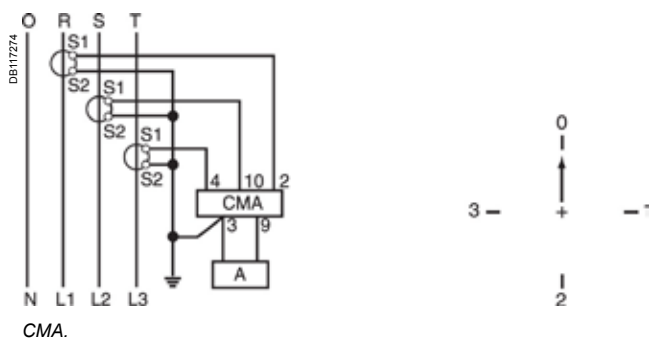 O R S T
DB117274
S1
S2
S1
S2
S1
S2
4 10 2
CMA
3 9
A
N L1 L2 L3
CMA.
0
3
2